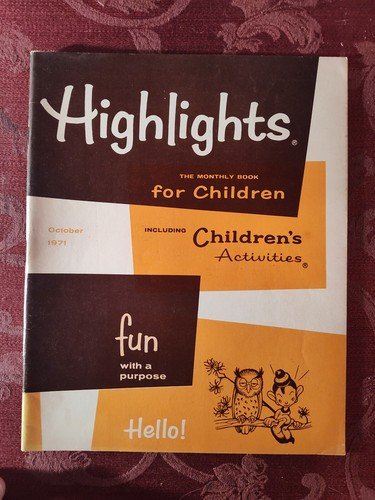 Highlights®
THE MONTHLY BOOK
for Children
October
1971
INCLUDING Children's
Activities®
fun
with a
purpose
Hello!